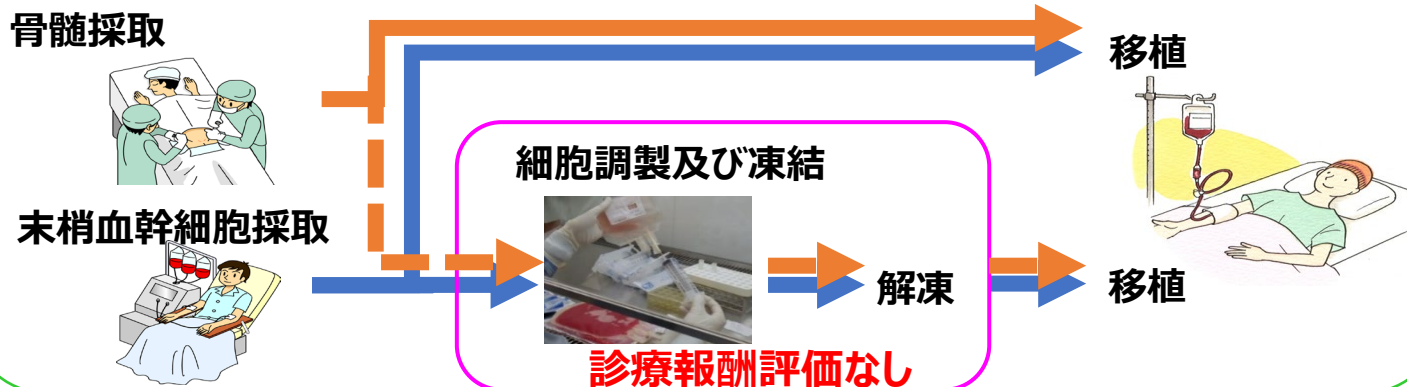 骨髄採取
移植
細胞調製及び凍結
末梢血幹細胞採取
解凍
移植
診療報酬評価なし